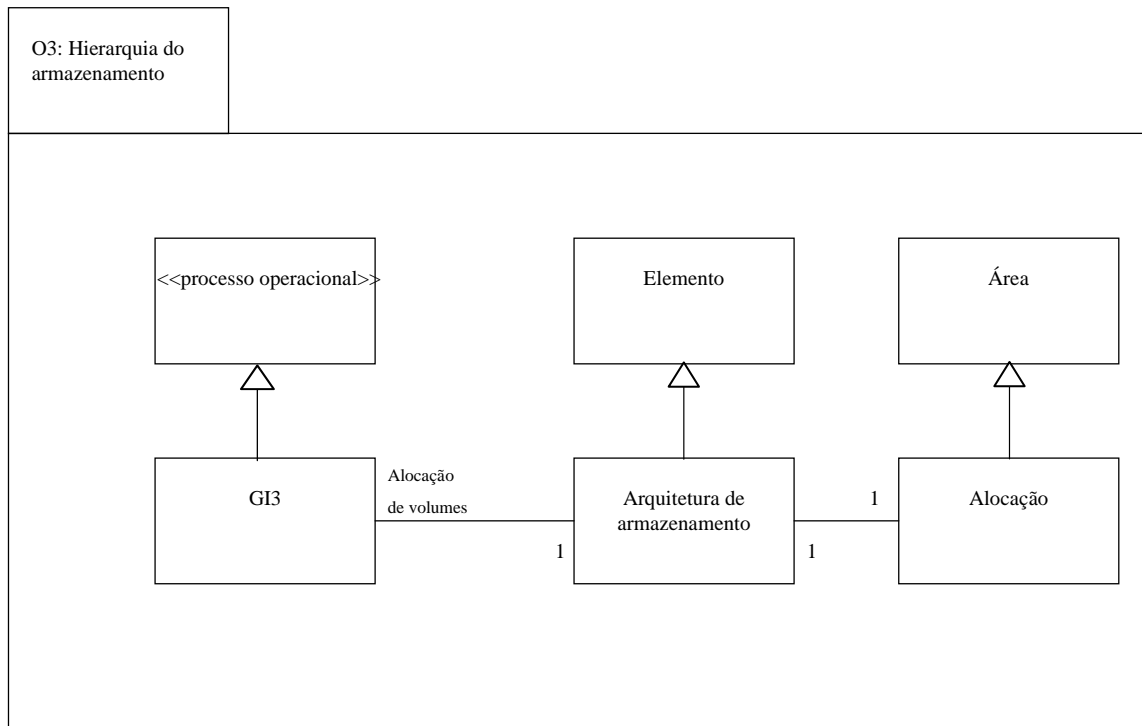 O3: Hierarquia do
armazenamento
<<processo operacional>>
Elemento
Área
GI3
Alocação
de volumes
1
Arquitetura de
armazenamento
1
1
Alocação